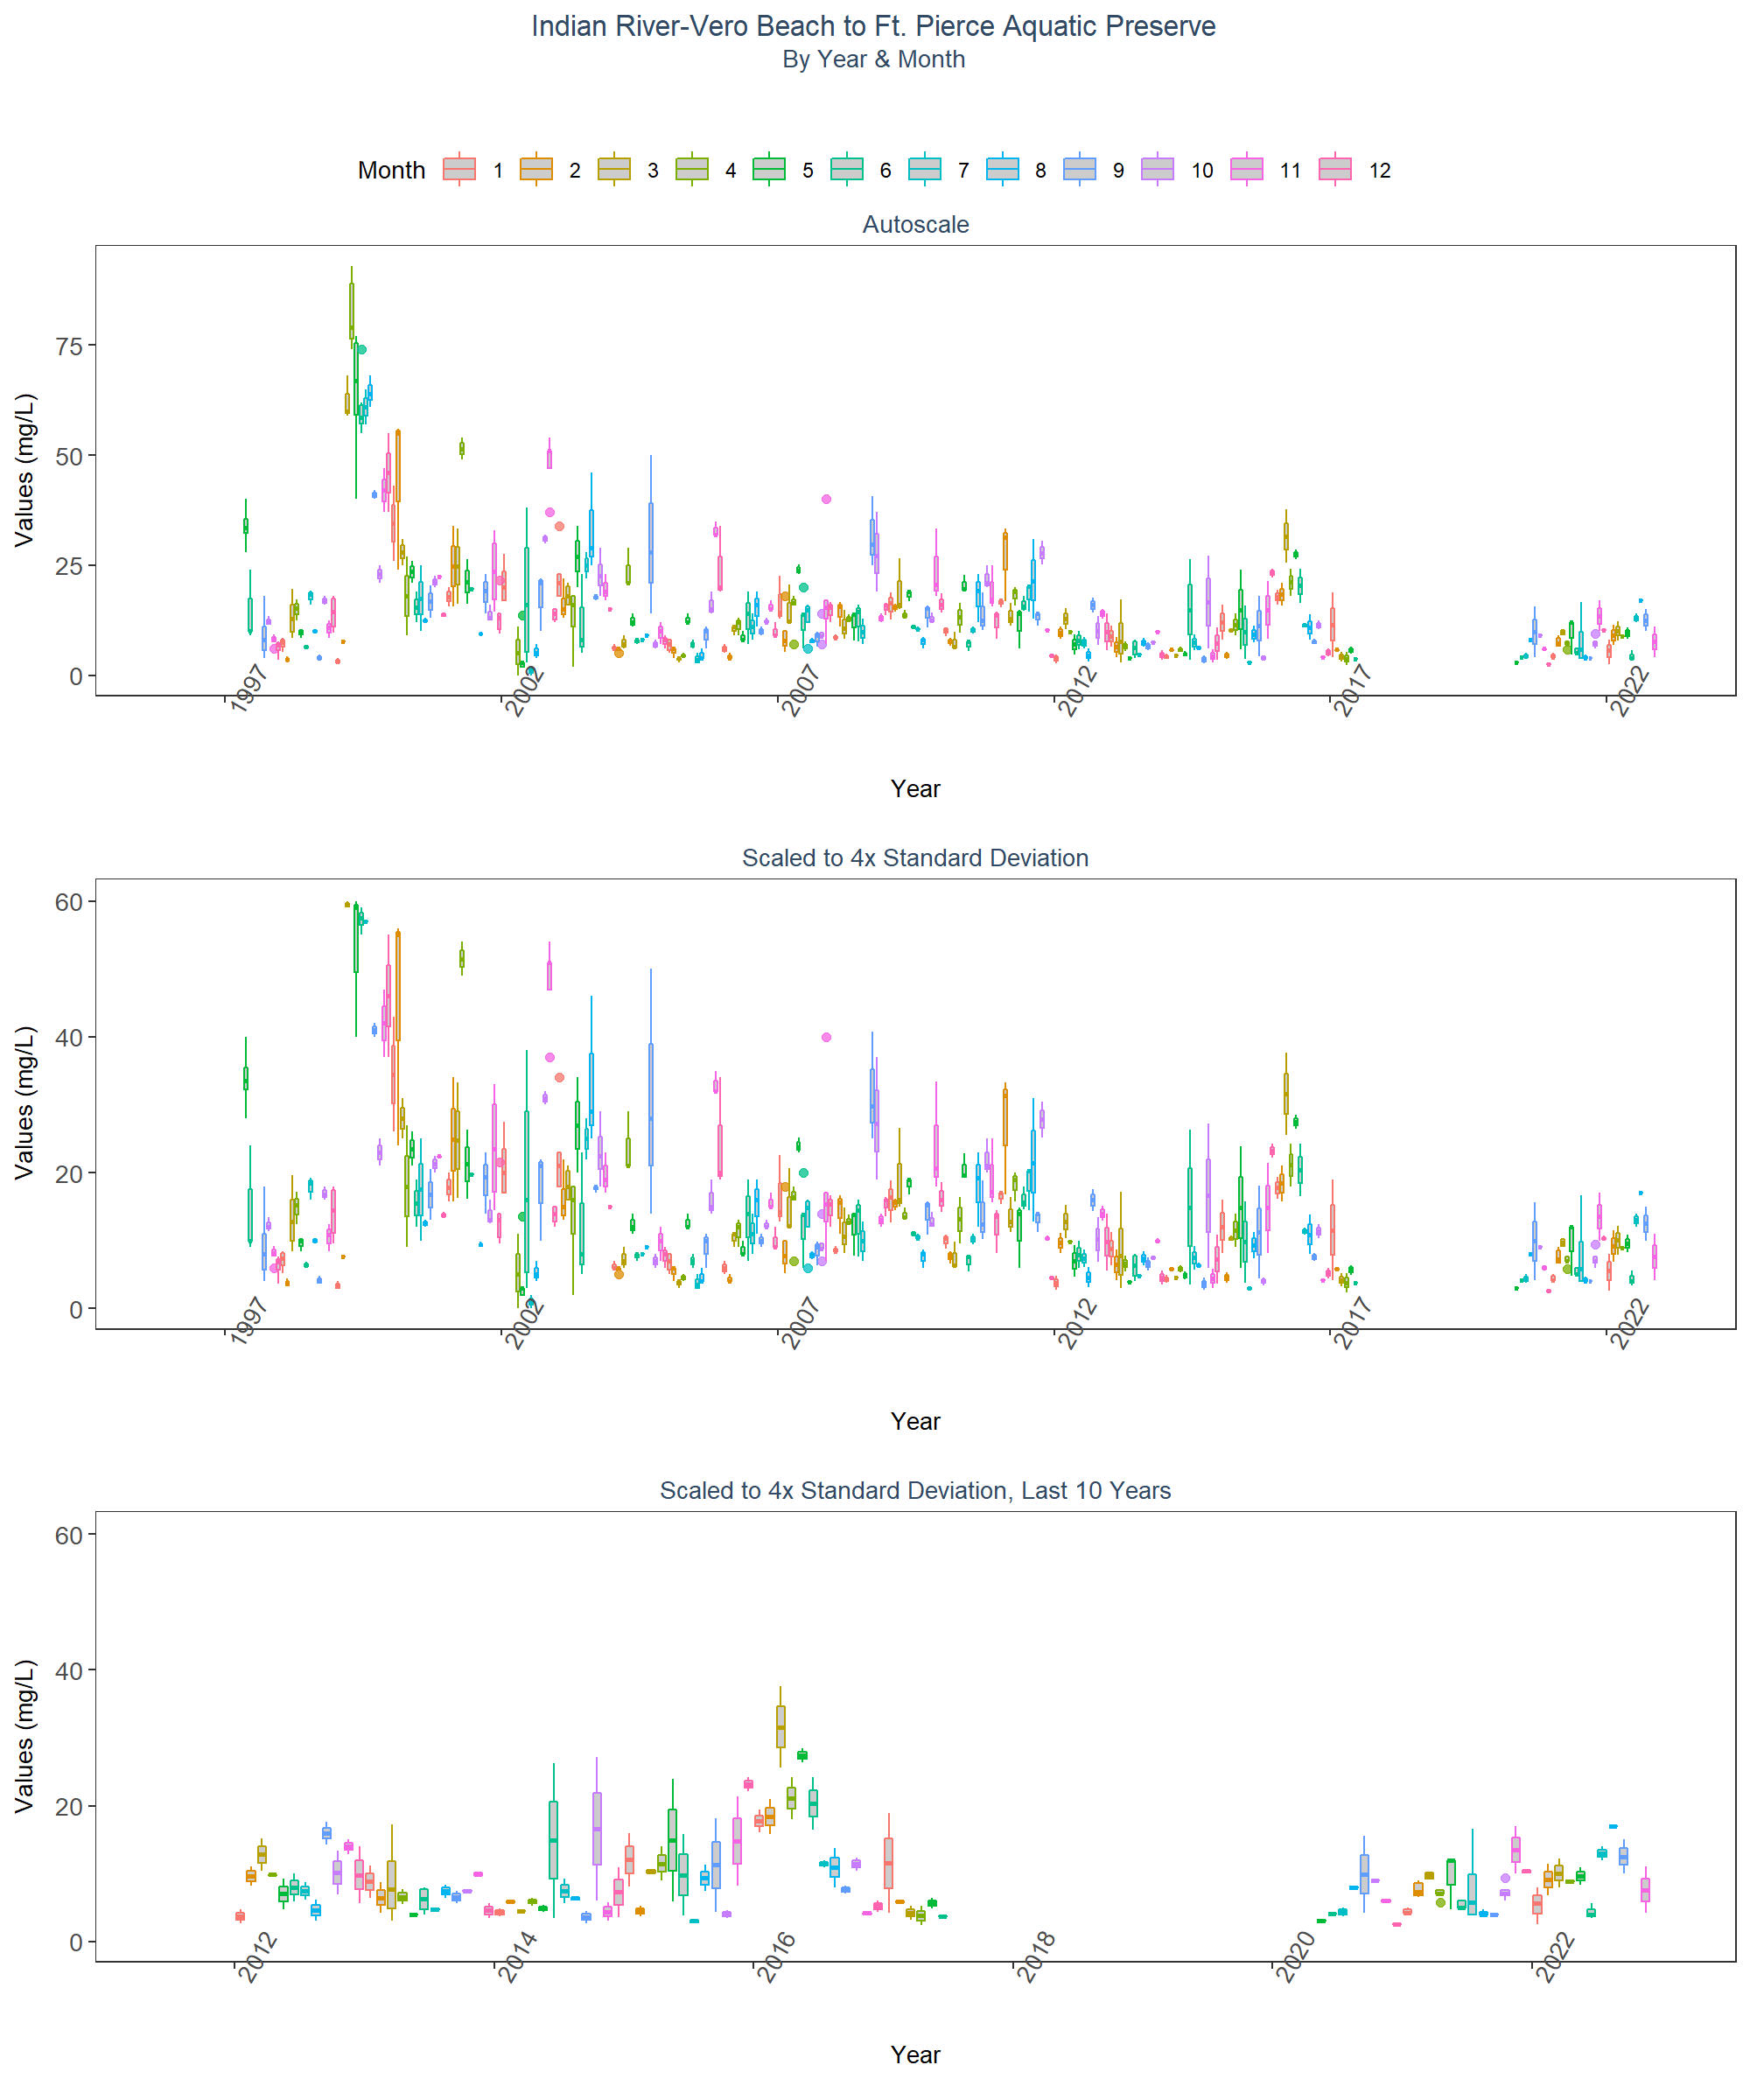 Indian River-Vero Beach to Ft. Pierce Aquatic Preserve
By Year & Month
Month 1 2 3 4 5 6 7 8 9 10 11 12
Autoscale
Values (mg/L)
75
50
25
0
1997 2002 2007 2012 2017 2022
Year
Scaled to 4x Standard Deviation
Values (mg/L)
60
40
20
0
1997 2002 2007 2012 2017 2022
Year
Scaled to 4x Standard Deviation, Last 10 Years
Values (mg/L)
60
40
20
0
2012 2014 2016 2018 2020 2022
Year